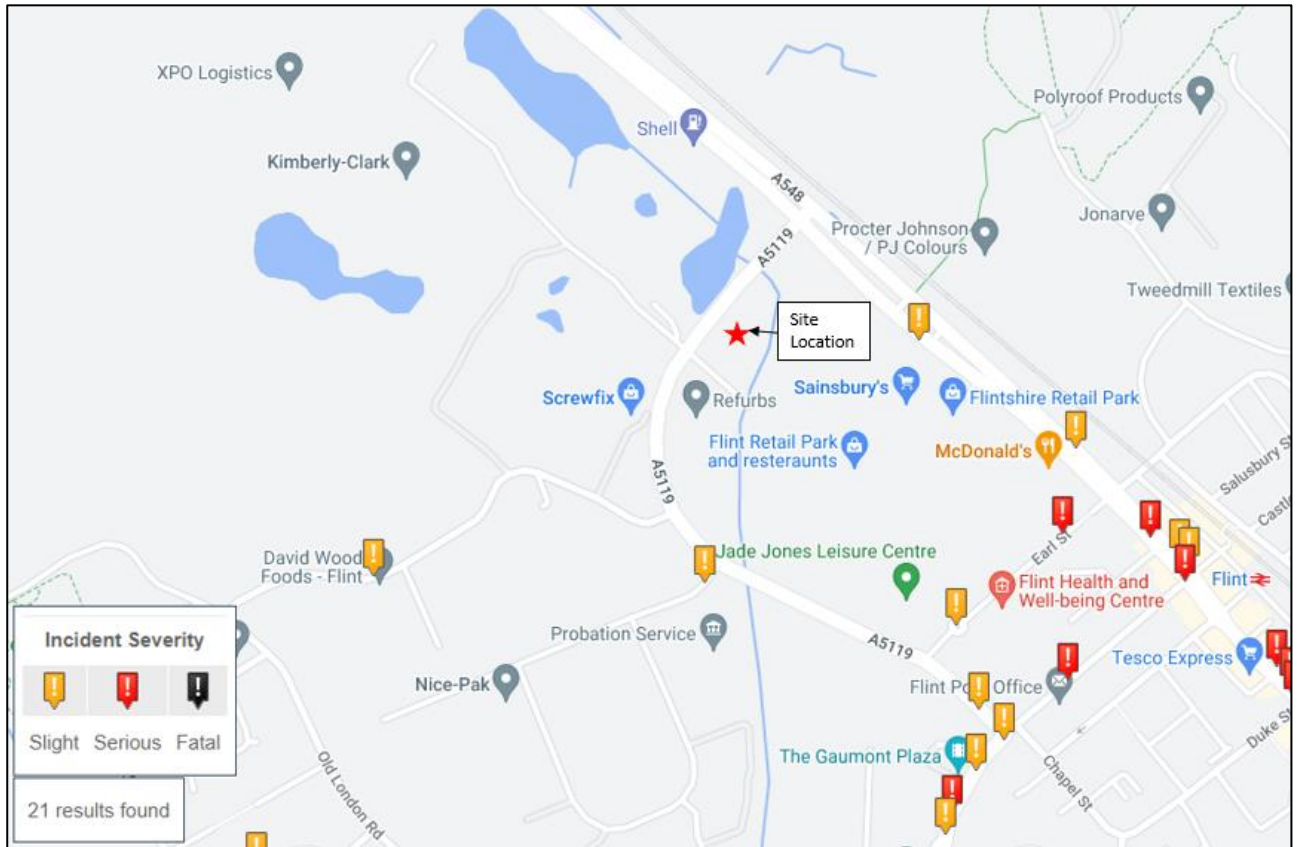 XPO Logistics
Kimberly-Clark
Shell
Polyroof Products
A548
Jonarve
Procter Johnson
/ PJ Colours
A5119
Tweedmill Textiles
Site
Location
Screwfix
Refurbs
Sainsbury's
Flintshire Retail Park
Flint Retail Park
and resteraunts
McDonald's
Salusbury St
A5119
David Wood
Foods - Flint
Jade Jones Leisure Centre
Earl St
Flint Health and
Well-being Centre
Flint
Probation Service
A5119
Tesco Express
Nice-Pak
Flint
Office
Duke St
The Gaumont Plaza
Chapel St
Old London Rd
Incident Severity
Slight Serious Fatal
21 results found